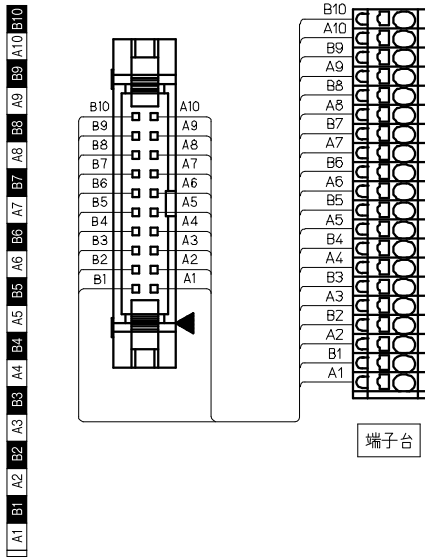 B10
A10
B9
A9
B8
A8
B7
A7
B6
A6
B5
A5
B4
A4
B3
A3
B2
A2
B1
A1
B10 A10
B9 A9
B8 A8
B7 A7
B6 A6
B5 A5
B4 A4
B3 A3
B2 A2
B1 A1
B10
A10
B9
A9
B8
A8
B7
A7
B6
A6
B5
A5
B4
A4
B3
A3
B2
A2
B1
A1
端子台